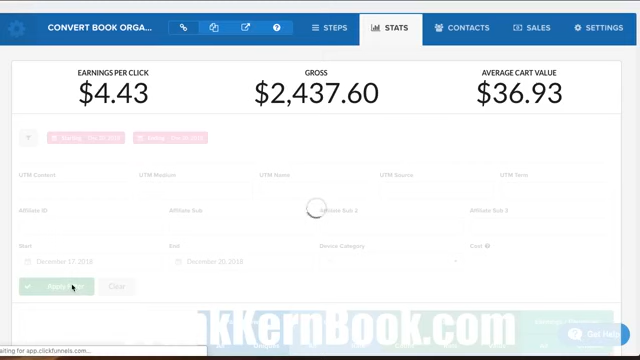 CONVERT BOOK ORGA...
STEPS
STATS
CONTACTS
SALES
SETTINGS
EARNINGS PER CLICK
GROSS
AVERAGE CART VALUE
$4.43
$2,437.60
$36.93
UTM Content
UTM Medium
UTM Name
UTM Source
UTM Term
Affiliate ID
Affiliate Sub
Affiliate Sub 2
Affiliate Sub 3
Start
End
Device Category
Cost
December 17, 2018
December 20, 2018
Clear
kKernBook.com
Get Help
aiting for app.clickfunnels.com...